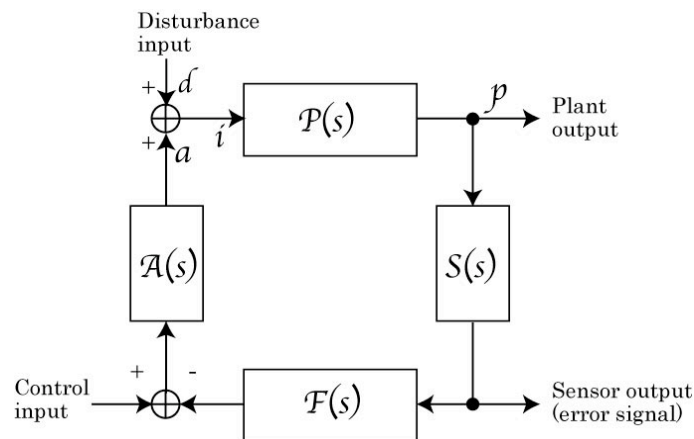 Disturbance
input
+
d
+
a
i
P(s)
p
Plant
output
A(s)
S(s)
+
-
Control
input
F(s)
Sensor output
(error signal)